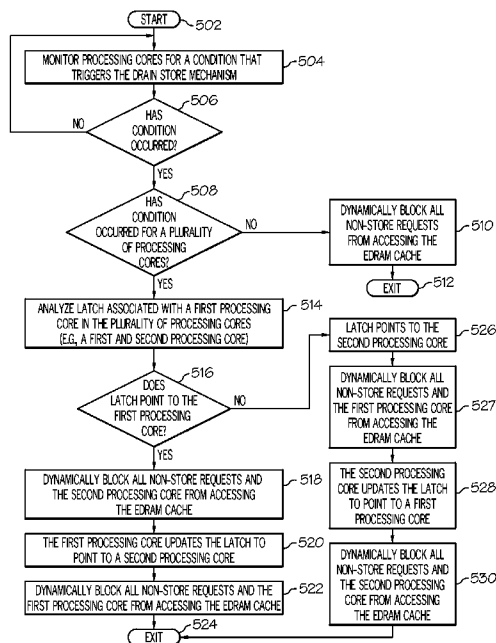 START
502
MONITOR PROCESSING CORES FOR A CONDITION THAT
TRIGGERS THE DRAIN STORE MECHANISM
504
506
HAS
CONDITION
OCCURRED?
NO
YES
508
HAS
CONDITION
OCCURRED FOR A PLURALITY
OF PROCESSING
CORES?
NO
DYNAMICALLY BLOCK ALL
NON-STORE REQUESTS
FROM ACCESSING THE
EDRAM CACHE
510
EXIT
512
YES
ANALYZE LATCH ASSOCIATED WITH A FIRST PROCESSING
CORE IN THE PLURALITY OF PROCESSING CORES
(E.G., A FIRST AND SECOND PROCESSING CORE)
514
516
DOES
LATCH POINT TO THE
FIRST PROCESSING
CORE?
NO
YES
LATCH POINTS TO THE
SECOND PROCESSING CORE
526
DYNAMICALLY BLOCK ALL
NON-STORE REQUESTS AND
THE FIRST PROCESSING CORE
FROM ACCESSING THE
EDRAM CACHE
527
THE SECOND PROCESSING
CORE UPDATES THE LATCH
TO POINT TO A FIRST
PROCESSING CORE
528
DYNAMICALLY BLOCK ALL
NON-STORE REQUESTS AND
THE SECOND PROCESSING
CORE FROM ACCESSING
THE EDRAM CACHE
530
DYNAMICALLY BLOCK ALL NON-STORE REQUESTS AND
THE SECOND PROCESSING CORE FROM ACCESSING
THE EDRAM CACHE
518
THE FIRST PROCESSING CORE UPDATES THE LATCH TO
POINT TO A SECOND PROCESSING CORE
520
DYNAMICALLY BLOCK ALL NON-STORE REQUESTS AND THE
FIRST PROCESSING CORE FROM ACCESSING THE EDRAM CACHE
522
524
EXIT